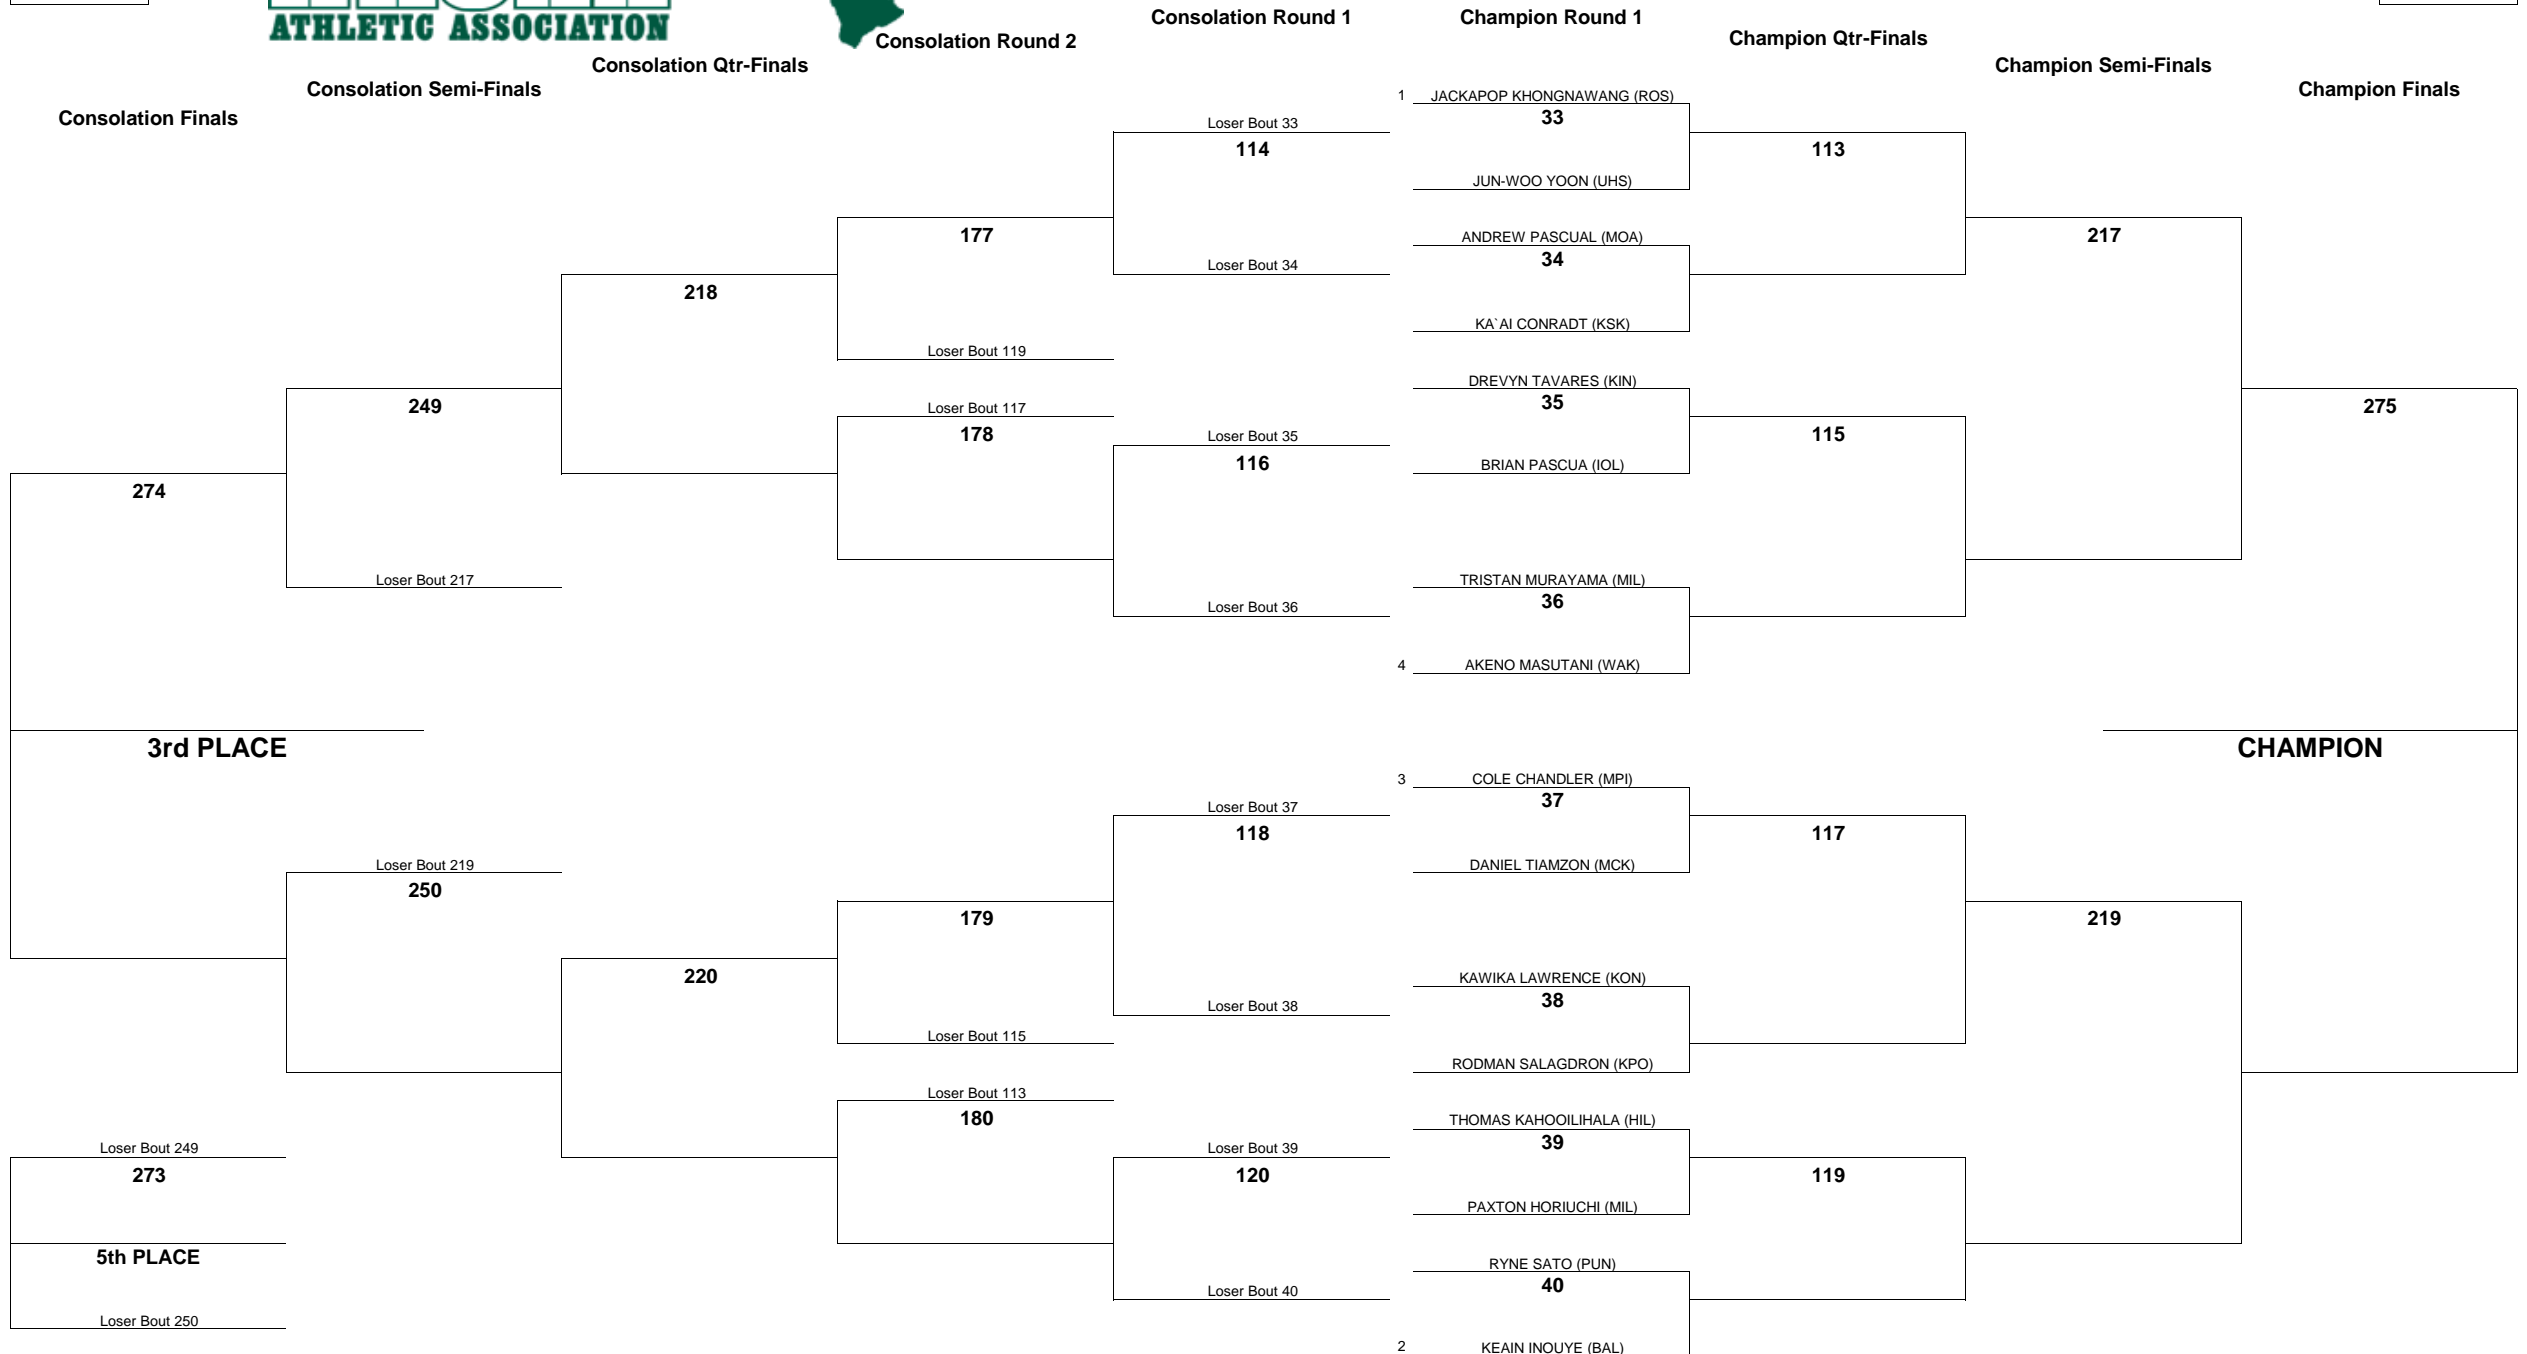 ATHLETIC ASSOCIATION
Consolation Round 1
Champion Round 1
Consolation Round 2
Champion Qtr-Finals
Consolation Qtr-Finals
Champion Semi-Finals
Consolation Semi-Finals
Champion Finals
Consolation Finals
1 JACKAPOP KHONGNAWANG (ROS)
33
JUN-WOO YOON (UHS)
ANDREW PASCUAL (MOA)
34
KA`AI CONRADT (KSK)
DREVYN TAVARES (KIN)
35
BRIAN PASCUA (IOL)
TRISTAN MURAYAMA (MIL)
36
4 AKENO MASUTANI (WAK)
3 COLE CHANDLER (MPI)
37
DANIEL TIAMZON (MCK)
KAWIKA LAWRENCE (KON)
38
RODMAN SALAGDRON (KPO)
THOMAS KAHOOILIHALA (HIL)
39
PAXTON HORIUCHI (MIL)
RYNE SATO (PUN)
40
2 KEAIN INOUYE (BAL)
113
115
117
119
217
219
275
CHAMPION
Loser Bout 33
114
Loser Bout 34
Loser Bout 35
116
Loser Bout 36
Loser Bout 37
118
Loser Bout 38
Loser Bout 39
120
Loser Bout 40
177
Loser Bout 119
Loser Bout 117
178
179
Loser Bout 115
Loser Bout 113
180
218
220
249
Loser Bout 217
Loser Bout 219
250
274
3rd PLACE
Loser Bout 249
273
5th PLACE
Loser Bout 250